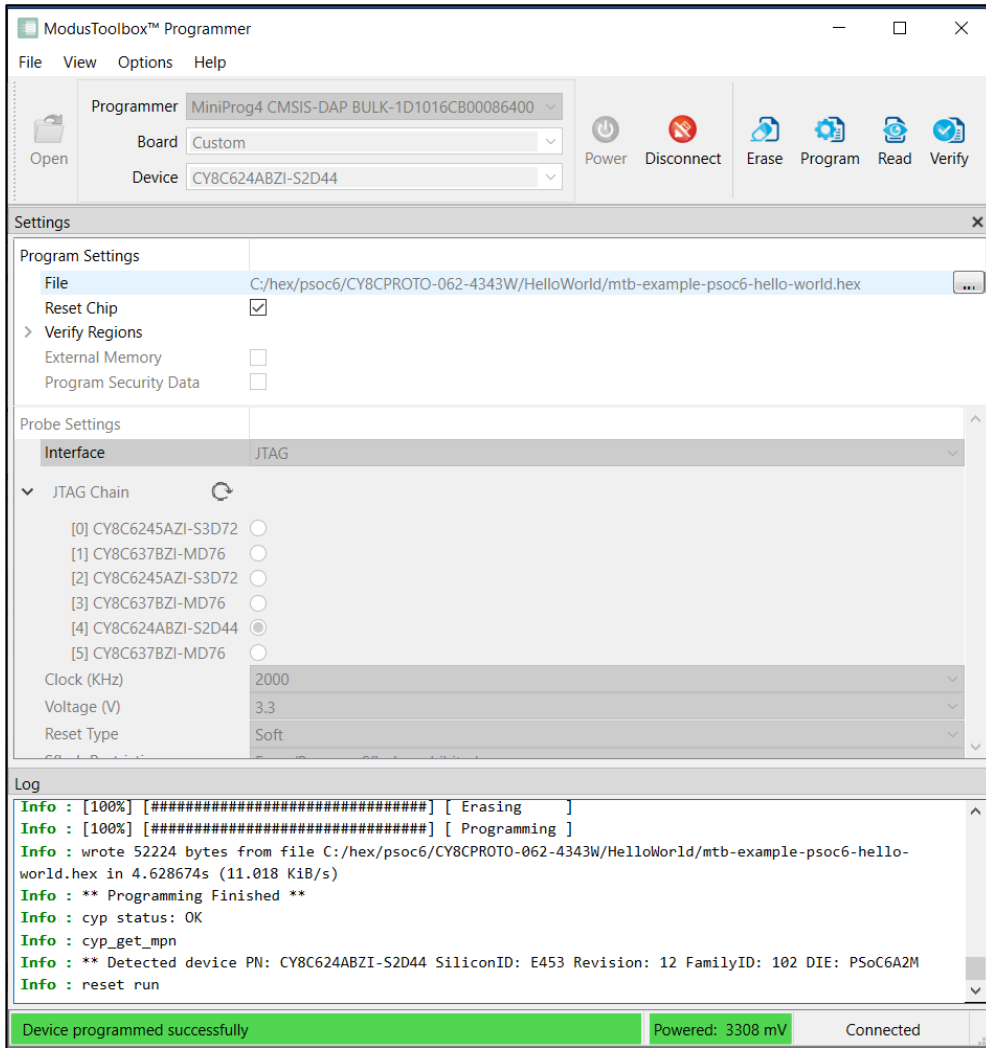 ModusToolbox™ Programmer
File View Options Help
Open
Programmer MiniProg4 CMSIS-DAP BULK-1D1016CB00086400
Board Custom
Device CY8C624ABZI-S2D44
Power Disconnect Erase Program Read Verify
Settings
Program Settings
File C:/hex/psoc6/CY8CPROTO-062-4343W/HelloWorld/mtb-example-psoc6-hello-world.hex ...
Reset Chip
Verify Regions
External Memory
Program Security Data
Probe Settings
Interface JTAG
JTAG Chain
[0] CY8C6245AZI-S3D72
[1] CY8C637BZI-MD76
[2] CY8C6245AZI-S3D72
[3] CY8C637BZI-MD76
[4] CY8C624ABZI-S2D44
[5] CY8C637BZI-MD76
Clock (KHz) 2000
Voltage (V) 3.3
Reset Type Soft
Log
Info : [100%] [################################] [ Erasing ]
Info : [100%] [################################] [ Programming ]
Info : wrote 52224 bytes from file C:/hex/psoc6/CY8CPROTO-062-4343W/HelloWorld/mtb-example-psoc6-hello-
world.hex in 4.628674s (11.018 KiB/s)
Info : ** Programming Finished **
Info : cyp status: OK
Info : cyp_get_mpn
Info : ** Detected device PN: CY8C624ABZI-S2D44 SiliconID: E453 Revision: 12 FamilyID: 102 DIE: PSoC6A2M
Info : reset run
Device programmed successfully Powered: 3308 mV Connected